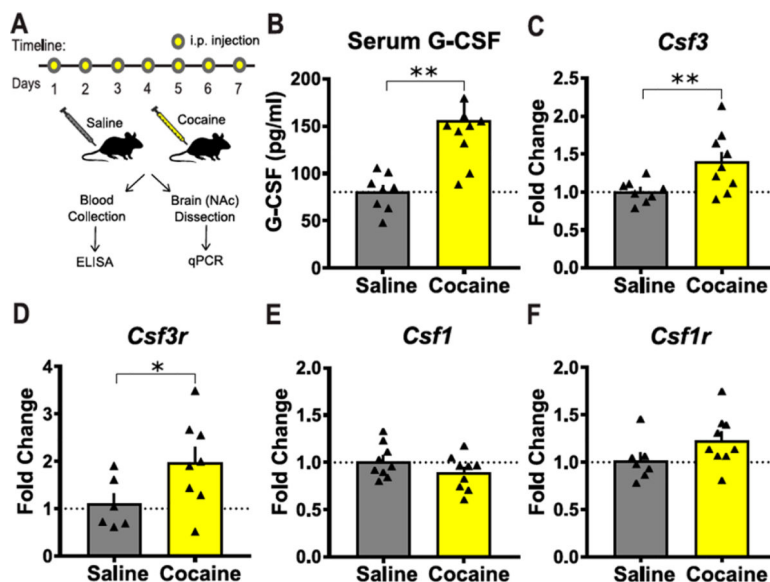 A
Timeline:
i.p. injection
Days 1 2 3 4 5 6 7
Saline Cocaine
Blood Collection
Brain (NAc) Dissection
ELISA qPCR
B
Serum G-CSF
**
G-CSF (pg/ml)
200
150
100
50
0
Saline Cocaine
C
Csf3
**
Fold Change
2.5
2.0
1.5
1.0
0.5
0.0
Saline Cocaine
D
Csf3r
*
Fold Change
4
3
2
1
0
Saline Cocaine
E
Csf1
Fold Change
2.0
1.5
1.0
0.5
0.0
Saline Cocaine
F
Csf1r
Fold Change
2.0
1.5
1.0
0.5
0.0
Saline Cocaine